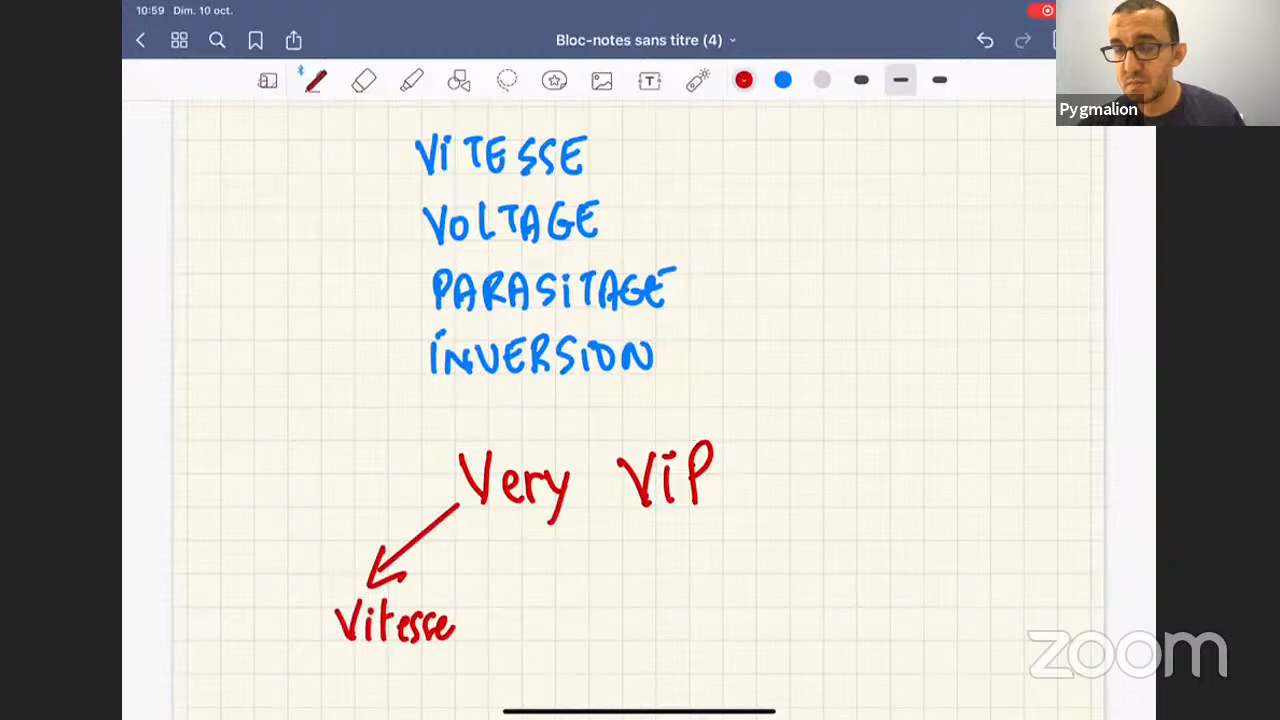 10:59 Dim. 10 oct.
Bloc-notes sans titre (4)
Pygmalion
ViTESSE
VOLTAGE
PARASiTAGE
iNVERSiON
Very ViP
Vitesse
zoom